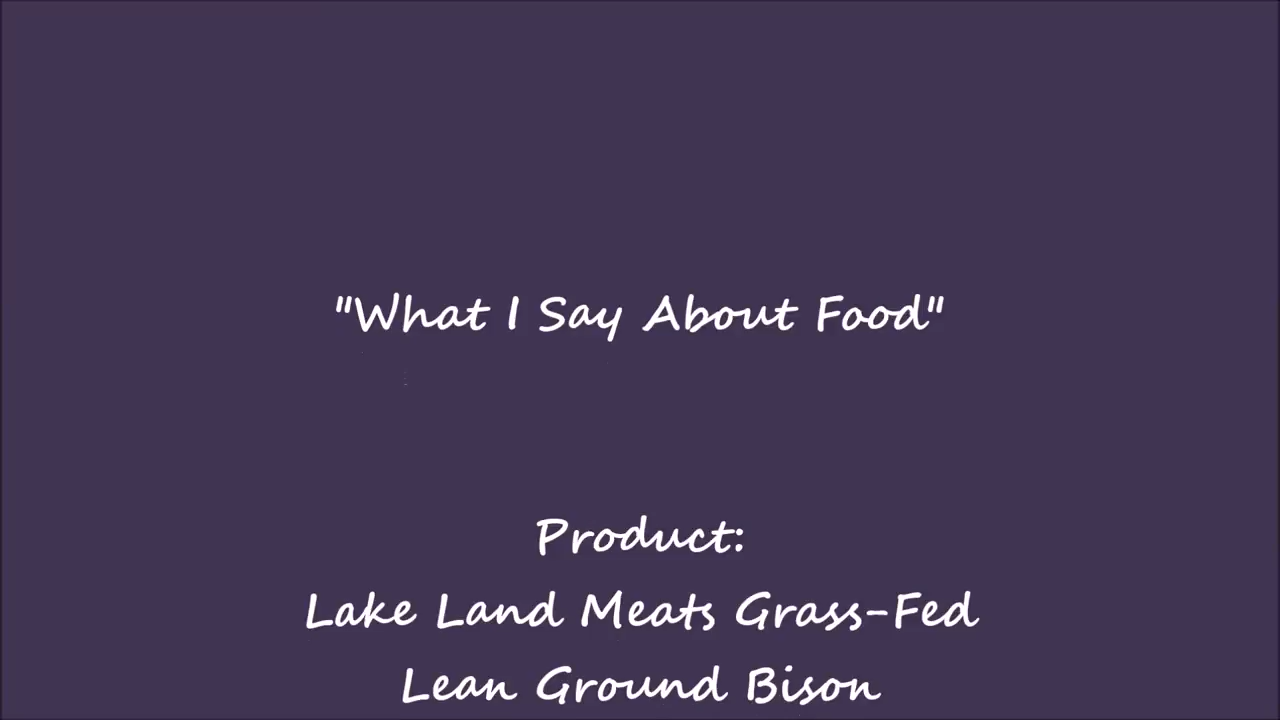 "What I Say About Food"
Product:
Lake Land Meats Grass-Fed
Lean Ground Bison